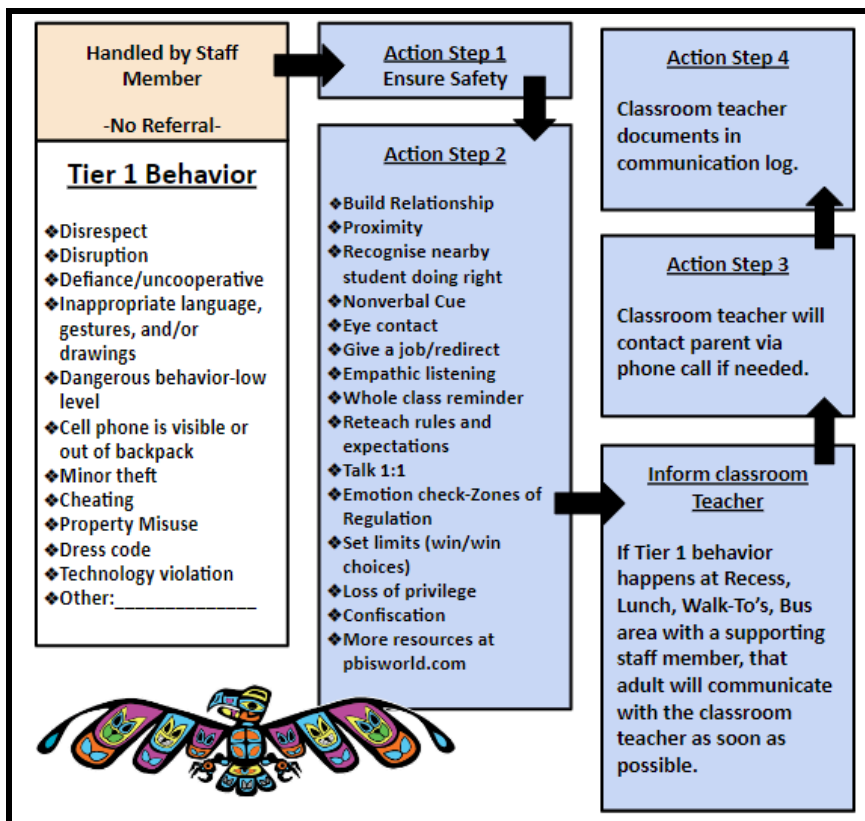 Handled by Staff
Member
-No Referral-
Tier 1 Behavior
❖Disrespect
❖Disruption
❖Defiance/uncooperative
❖Inappropriate language,
gestures, and/or
drawings
❖Dangerous behavior-low
level
❖Cell phone is visible or
out of backpack
❖Minor theft
❖Cheating
❖Property Misuse
❖Dress code
❖Technology violation
❖Other:______________
Action Step 1
Ensure Safety
Action Step 2
❖Build Relationship
❖Proximity
❖Recognise nearby
student doing right
❖Nonverbal Cue
❖Eye contact
❖Give a job/redirect
❖Empathic listening
❖Whole class reminder
❖Reteach rules and
expectations
❖Talk 1:1
❖Emotion check-Zones of
Regulation
❖Set limits (win/win
choices)
❖Loss of privilege
❖Confiscation
❖More resources at
pbisworld.com
Inform classroom
Teacher
If Tier 1 behavior
happens at Recess,
Lunch, Walk-To's, Bus
area with a supporting
staff member, that
adult will communicate
with the classroom
teacher as soon as
possible.
Action Step 3
Classroom teacher will
contact parent via
phone call if needed.
Action Step 4
Classroom teacher
documents in
communication log.